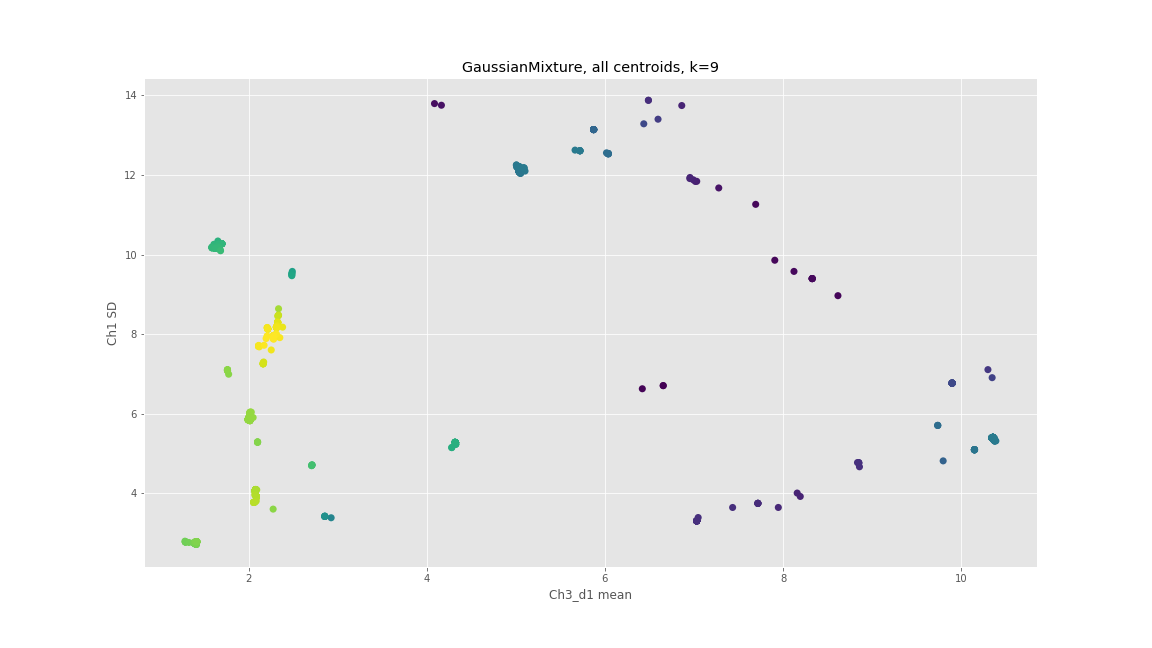 GaussianMixture, all centroids, k=9
14
12
10
8
6
4
Ch1 SD
2 4 6 8 10
Ch3_d1 mean